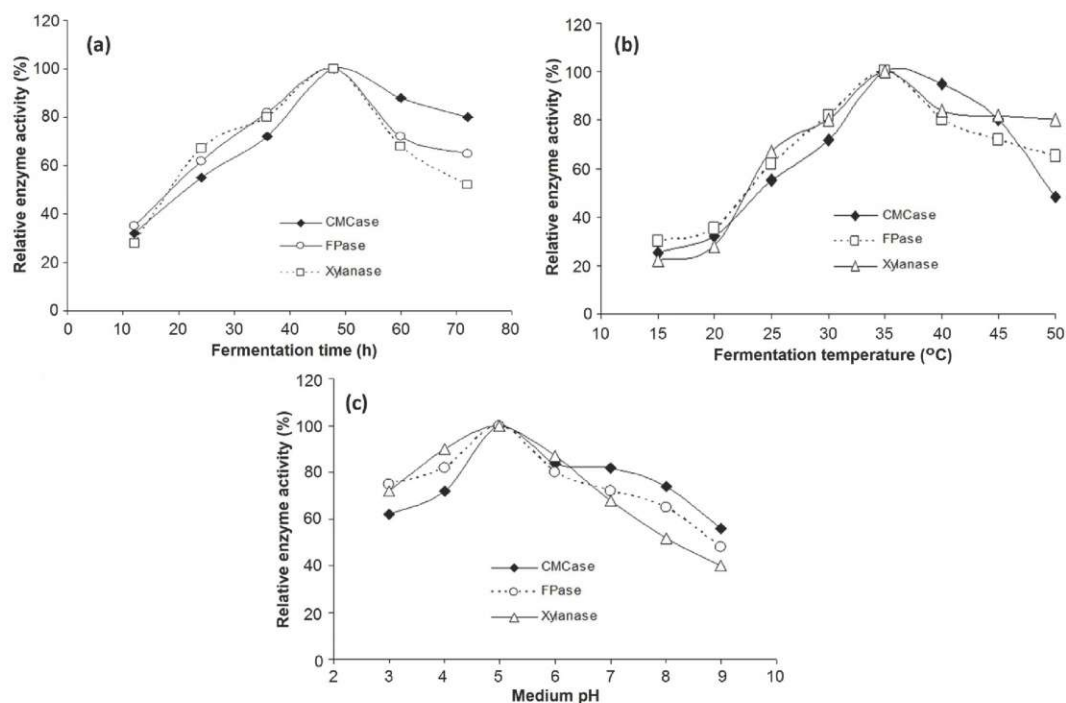 (a)
Relative enzyme activity (%)
120
100
80
60
40
20
0
0 10 20 30 40 50 60 70 80
Fermentation time (h)
CMCase
FPase
Xylanase
(b)
Relative enzyme activity (%)
120
100
80
60
40
20
0
10 15 20 25 30 35 40 45 50
Fermentation temperature (ºC)
CMCase
FPase
Xylanase
(c)
Relative enzyme activity (%)
120
100
80
60
40
20
0
2 3 4 5 6 7 8 9 10
Medium pH
CMCase
FPase
Xylanase